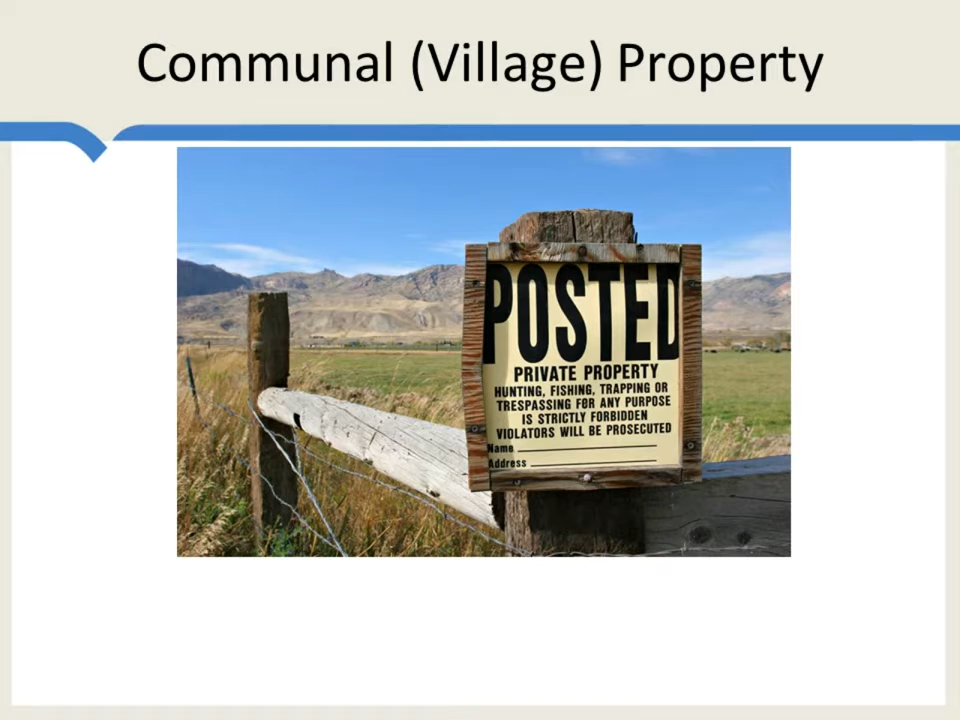 Communal (Village) Property
POSTED
PRIVATE PROPERTY
HUNTING, FISHING, TRAPPING OR
TRESPASSING FOR ANY PURPOSE
IS STRICTLY FORBIDDEN
VIOLATORS WILL BE PROSECUTED
Name
Address